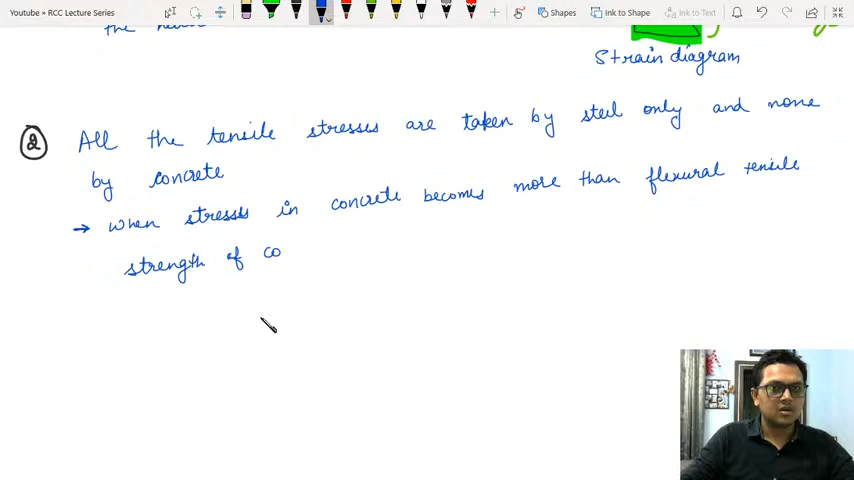 Youtube » RCC Lecture Series
Shapes
Ink to Shape
Ink to Text
the
Strain diagram
2 All the tensile stresses are taken by steel only and none
by concrete
→ When stresses in concrete becomes more than flexural tensile
strength of co